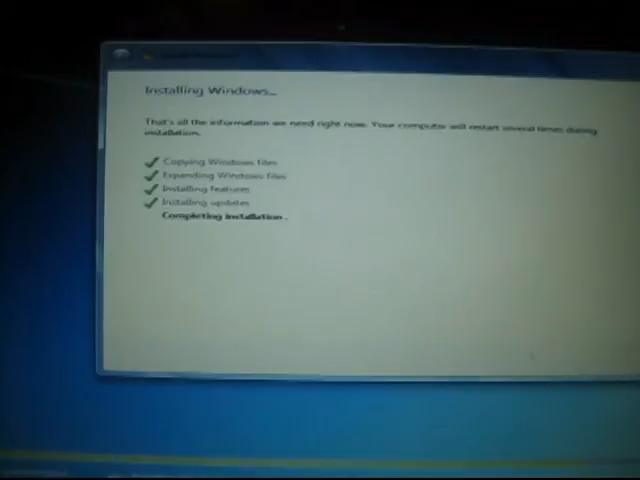 Installing Windows...
That's all the information we need right now. Your computer will restart several times during
installation.
Copying Windows files
Expanding Windows files
Installing features
Installing updates
Completing installation .